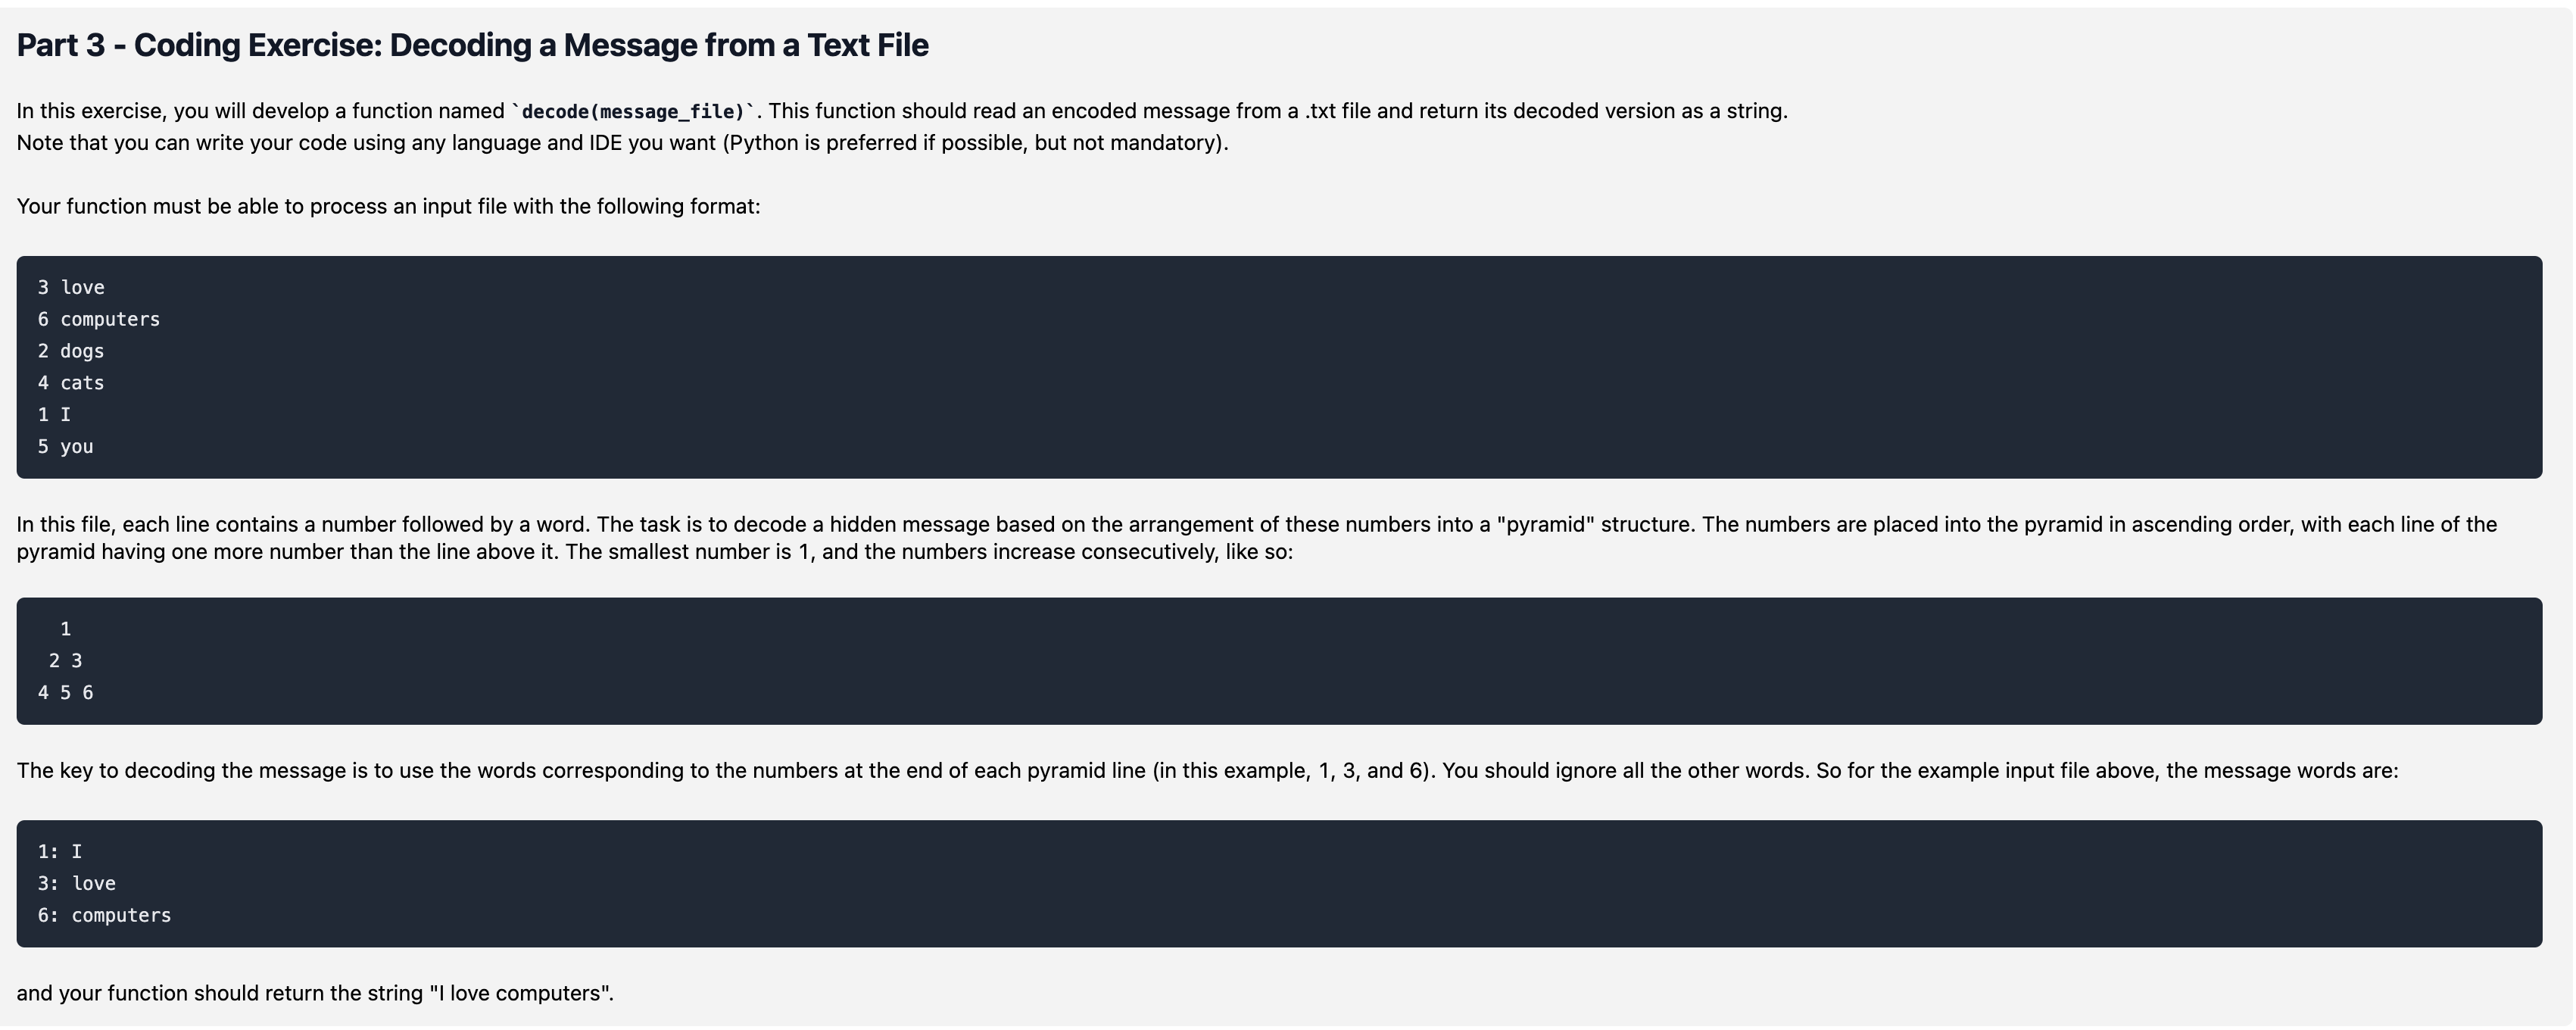 Part 3 - Coding Exercise: Decoding a Message from a Text File
In this exercise, you will develop a function named `decode(message_file)`. This function should read an encoded message from a .txt file and return its decoded version as a string.
Note that you can write your code using any language and IDE you want (Python is preferred if possible, but not mandatory).
Your function must be able to process an input file with the following format:
3 love
6 computers
2 dogs
4 cats
1 I
5 you
In this file, each line contains a number followed by a word. The task is to decode a hidden message based on the arrangement of these numbers into a "pyramid" structure. The numbers are placed into the pyramid in ascending order, with each line of the
pyramid having one more number than the line above it. The smallest number is 1, and the numbers increase consecutively, like so:
1
2 3
4 5 6
The key to decoding the message is to use the words corresponding to the numbers at the end of each pyramid line (in this example, 1, 3, and 6). You should ignore all the other words. So for the example input file above, the message words are:
1: I
3: love
6: computers
and your function should return the string "I love computers".